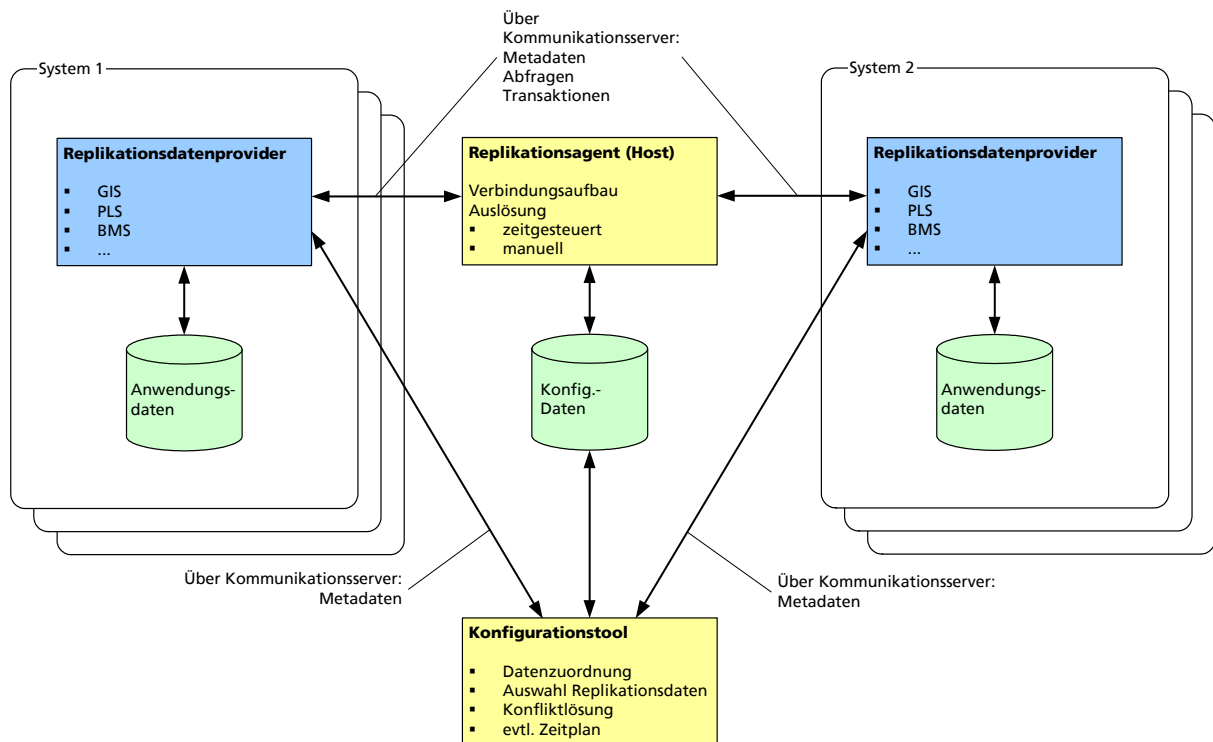 Über
Kommunikationsserver:
Metadaten
Abfragen
Transaktionen
System 1
System 2
Replikationsdatenprovider
▪ GIS
▪ PLS
▪ BMS
▪ ...
Replikationsagent (Host)
Verbindungsaufbau
Auslösung
▪ zeitgesteuert
▪ manuell
Replikationsdatenprovider
▪ GIS
▪ PLS
▪ BMS
▪ ...
Anwendungs-
daten
Konfig.-
Daten
Anwendungs-
daten
Über Kommunikationsserver:
Metadaten
Über Kommunikationsserver:
Metadaten
Konfigurationstool
▪ Datenzuordnung
▪ Auswahl Replikationsdaten
▪ Konfliktlösung
▪ evtl. Zeitplan